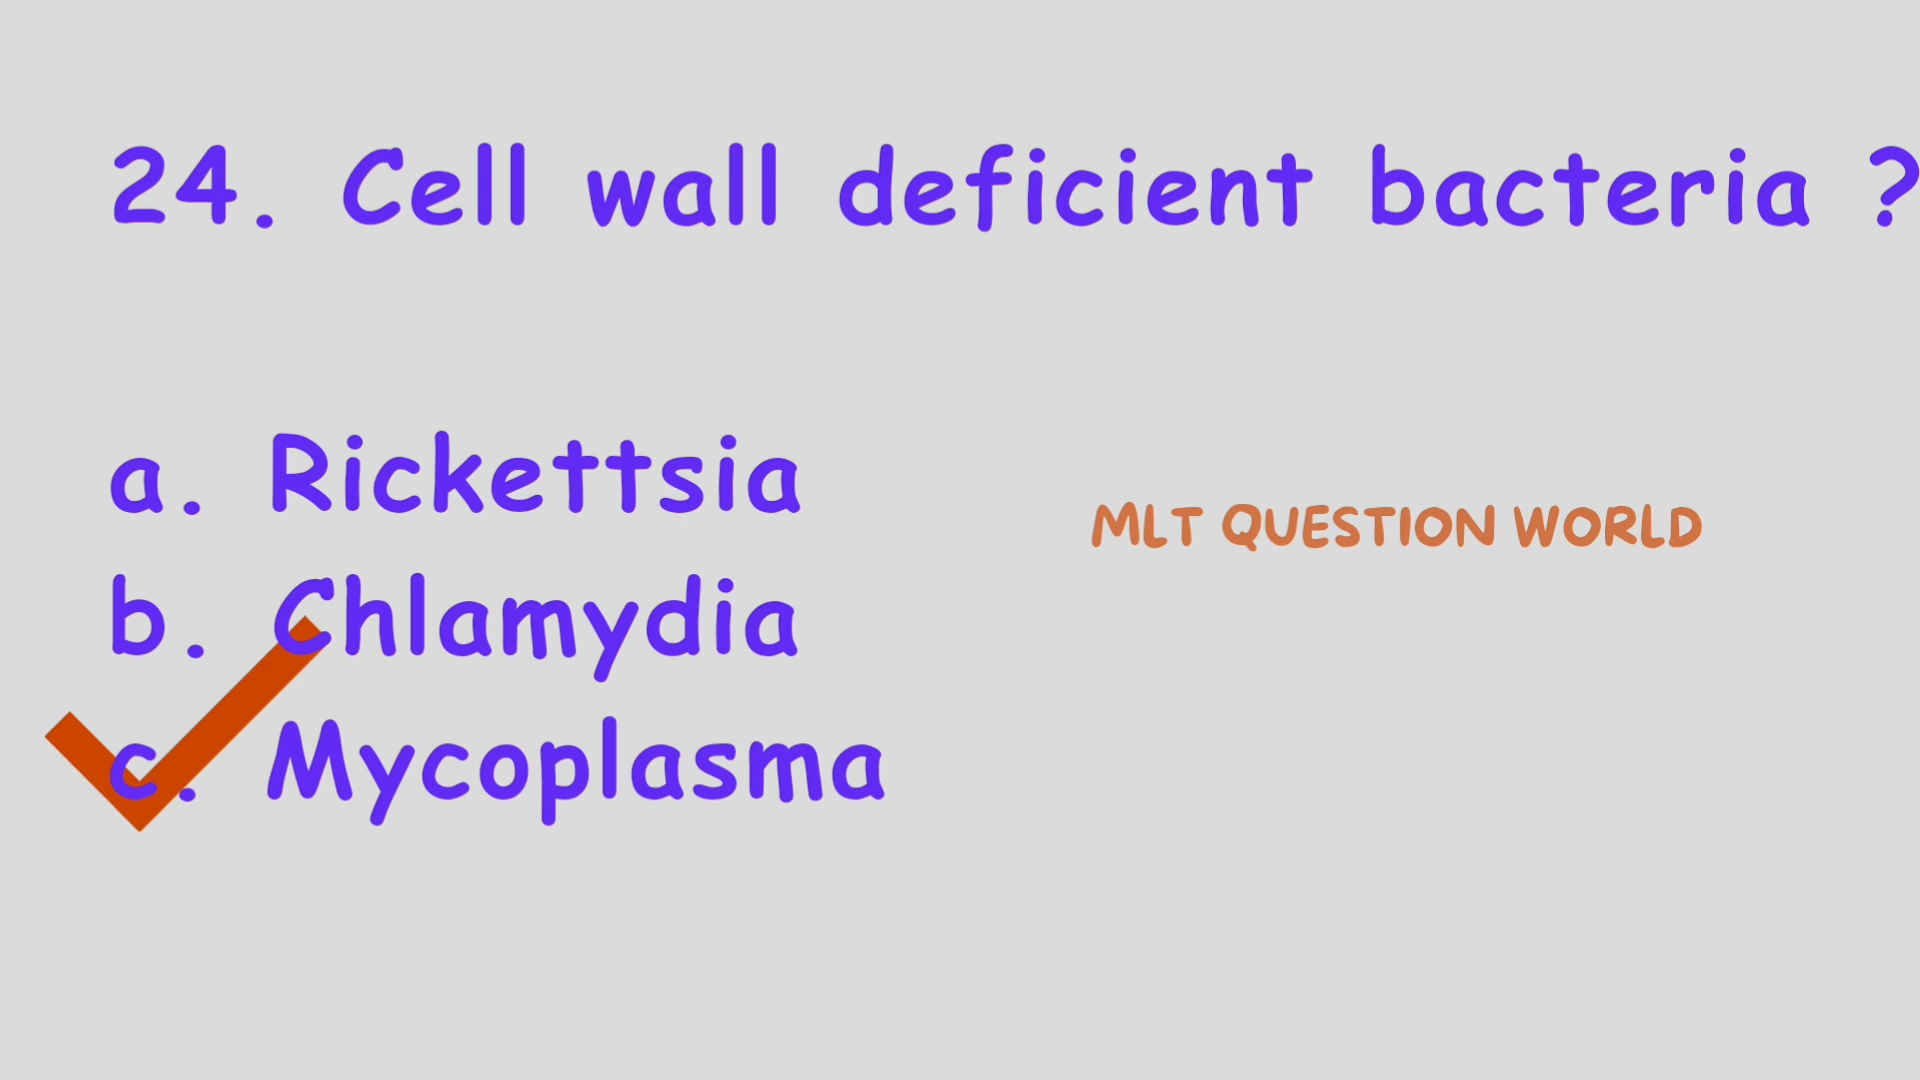 24. Cell wall deficient bacteria ?
a. Rickettsia
MLT QUESTION WORLD
b. Chlamydia
c. Mycoplasma